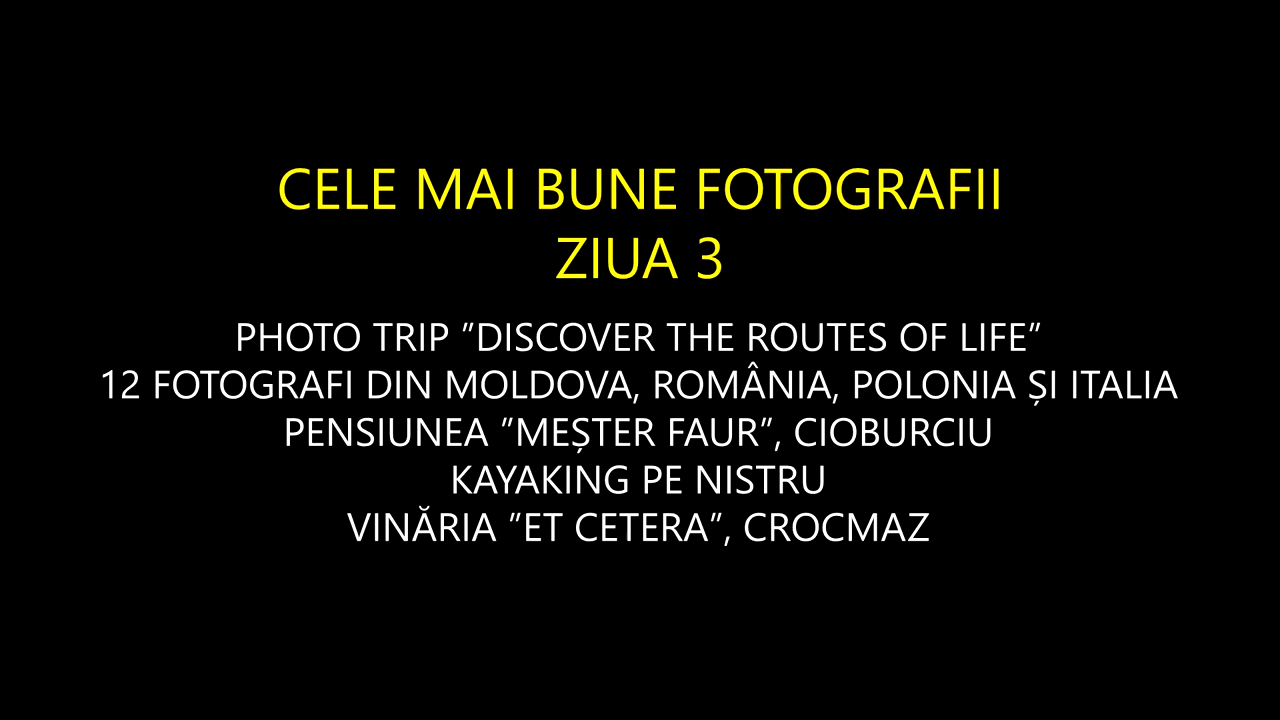 CELE MAI BUNE FOTOGRAFII
ZIUA 3
PHOTO TRIP ”DISCOVER THE ROUTES OF LIFE”
12 FOTOGRAFI DIN MOLDOVA, ROMÂNIA, POLONIA ȘI ITALIA
PENSIUNEA ”MEȘTER FAUR”, CIOBURCIU
KAYAKING PE NISTRU
VINĂRIA ”ET CETERA”, CROCMAZ